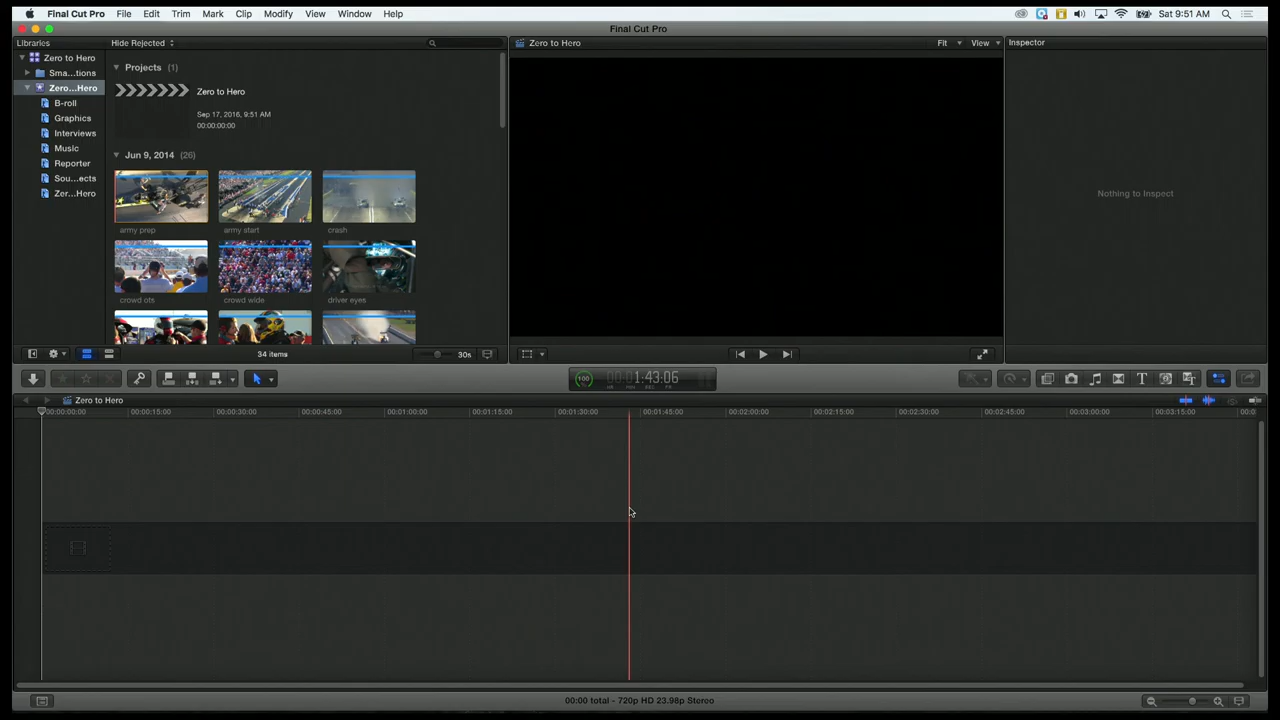 Final Cut Pro File Edit Trim Mark Clip Modify View Window Help Sat 9:51 AM
Final Cut Pro
Libraries
Hide Rejected
Zero to Hero
Fit
View
Inspector
Zero to Hero
Sma...tions
Zero...Hero
B-roll
Graphics
Interviews
Music
Reporter
Sou...ects
Zer...Hero
Projects (1)
Zero to Hero
Sep 17, 2016, 9:51 AM
00:00:00:00
Jun 9, 2014 (26)
army prep
army start
crash
crowd ots
crowd wide
driver eyes
34 items
30s
Nothing to Inspect
100
1:43:06
HR MIN SEC FR
Zero to Hero
00:00:00:00 00:00:15:00 00:00:30:00 00:00:45:00 00:01:00:00 00:01:15:00 00:01:30:00 00:01:45:00 00:02:00:00 00:02:15:00 00:02:30:00 00:02:45:00 00:03:00:00 00:03:15:00
00:00 total - 720p HD 23.98p Stereo